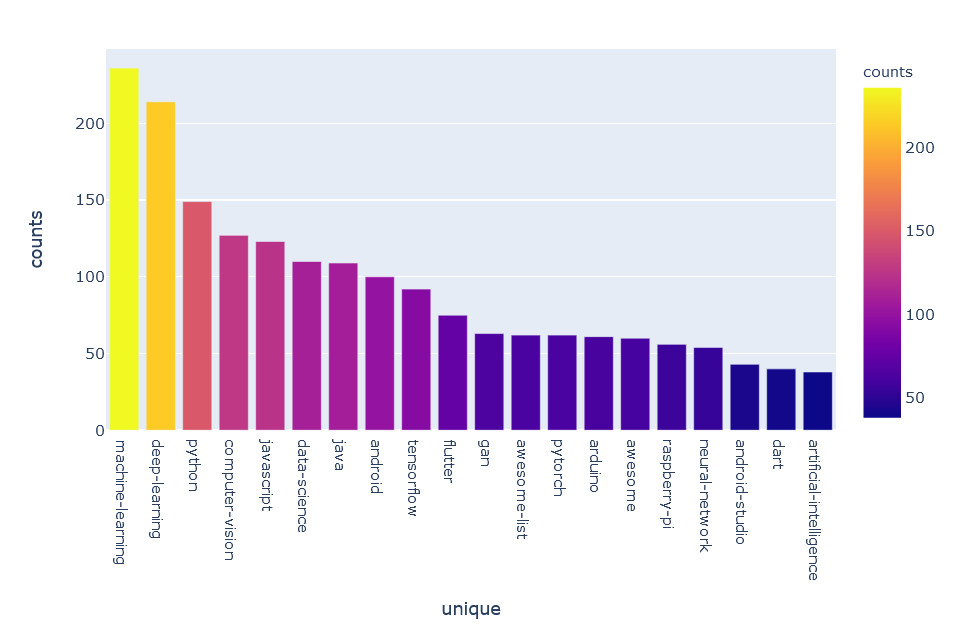 counts
200
150
100
50
0
counts
200
150
100
50
machine-learning
deep-learning
python
computer-vision
javascript
data-science
java
android
tensorflow
flutter
gan
awesome-list
pytorch
arduino
awesome
raspberry-pi
neural-network
android-studio
dart
artificial-intelligence
unique